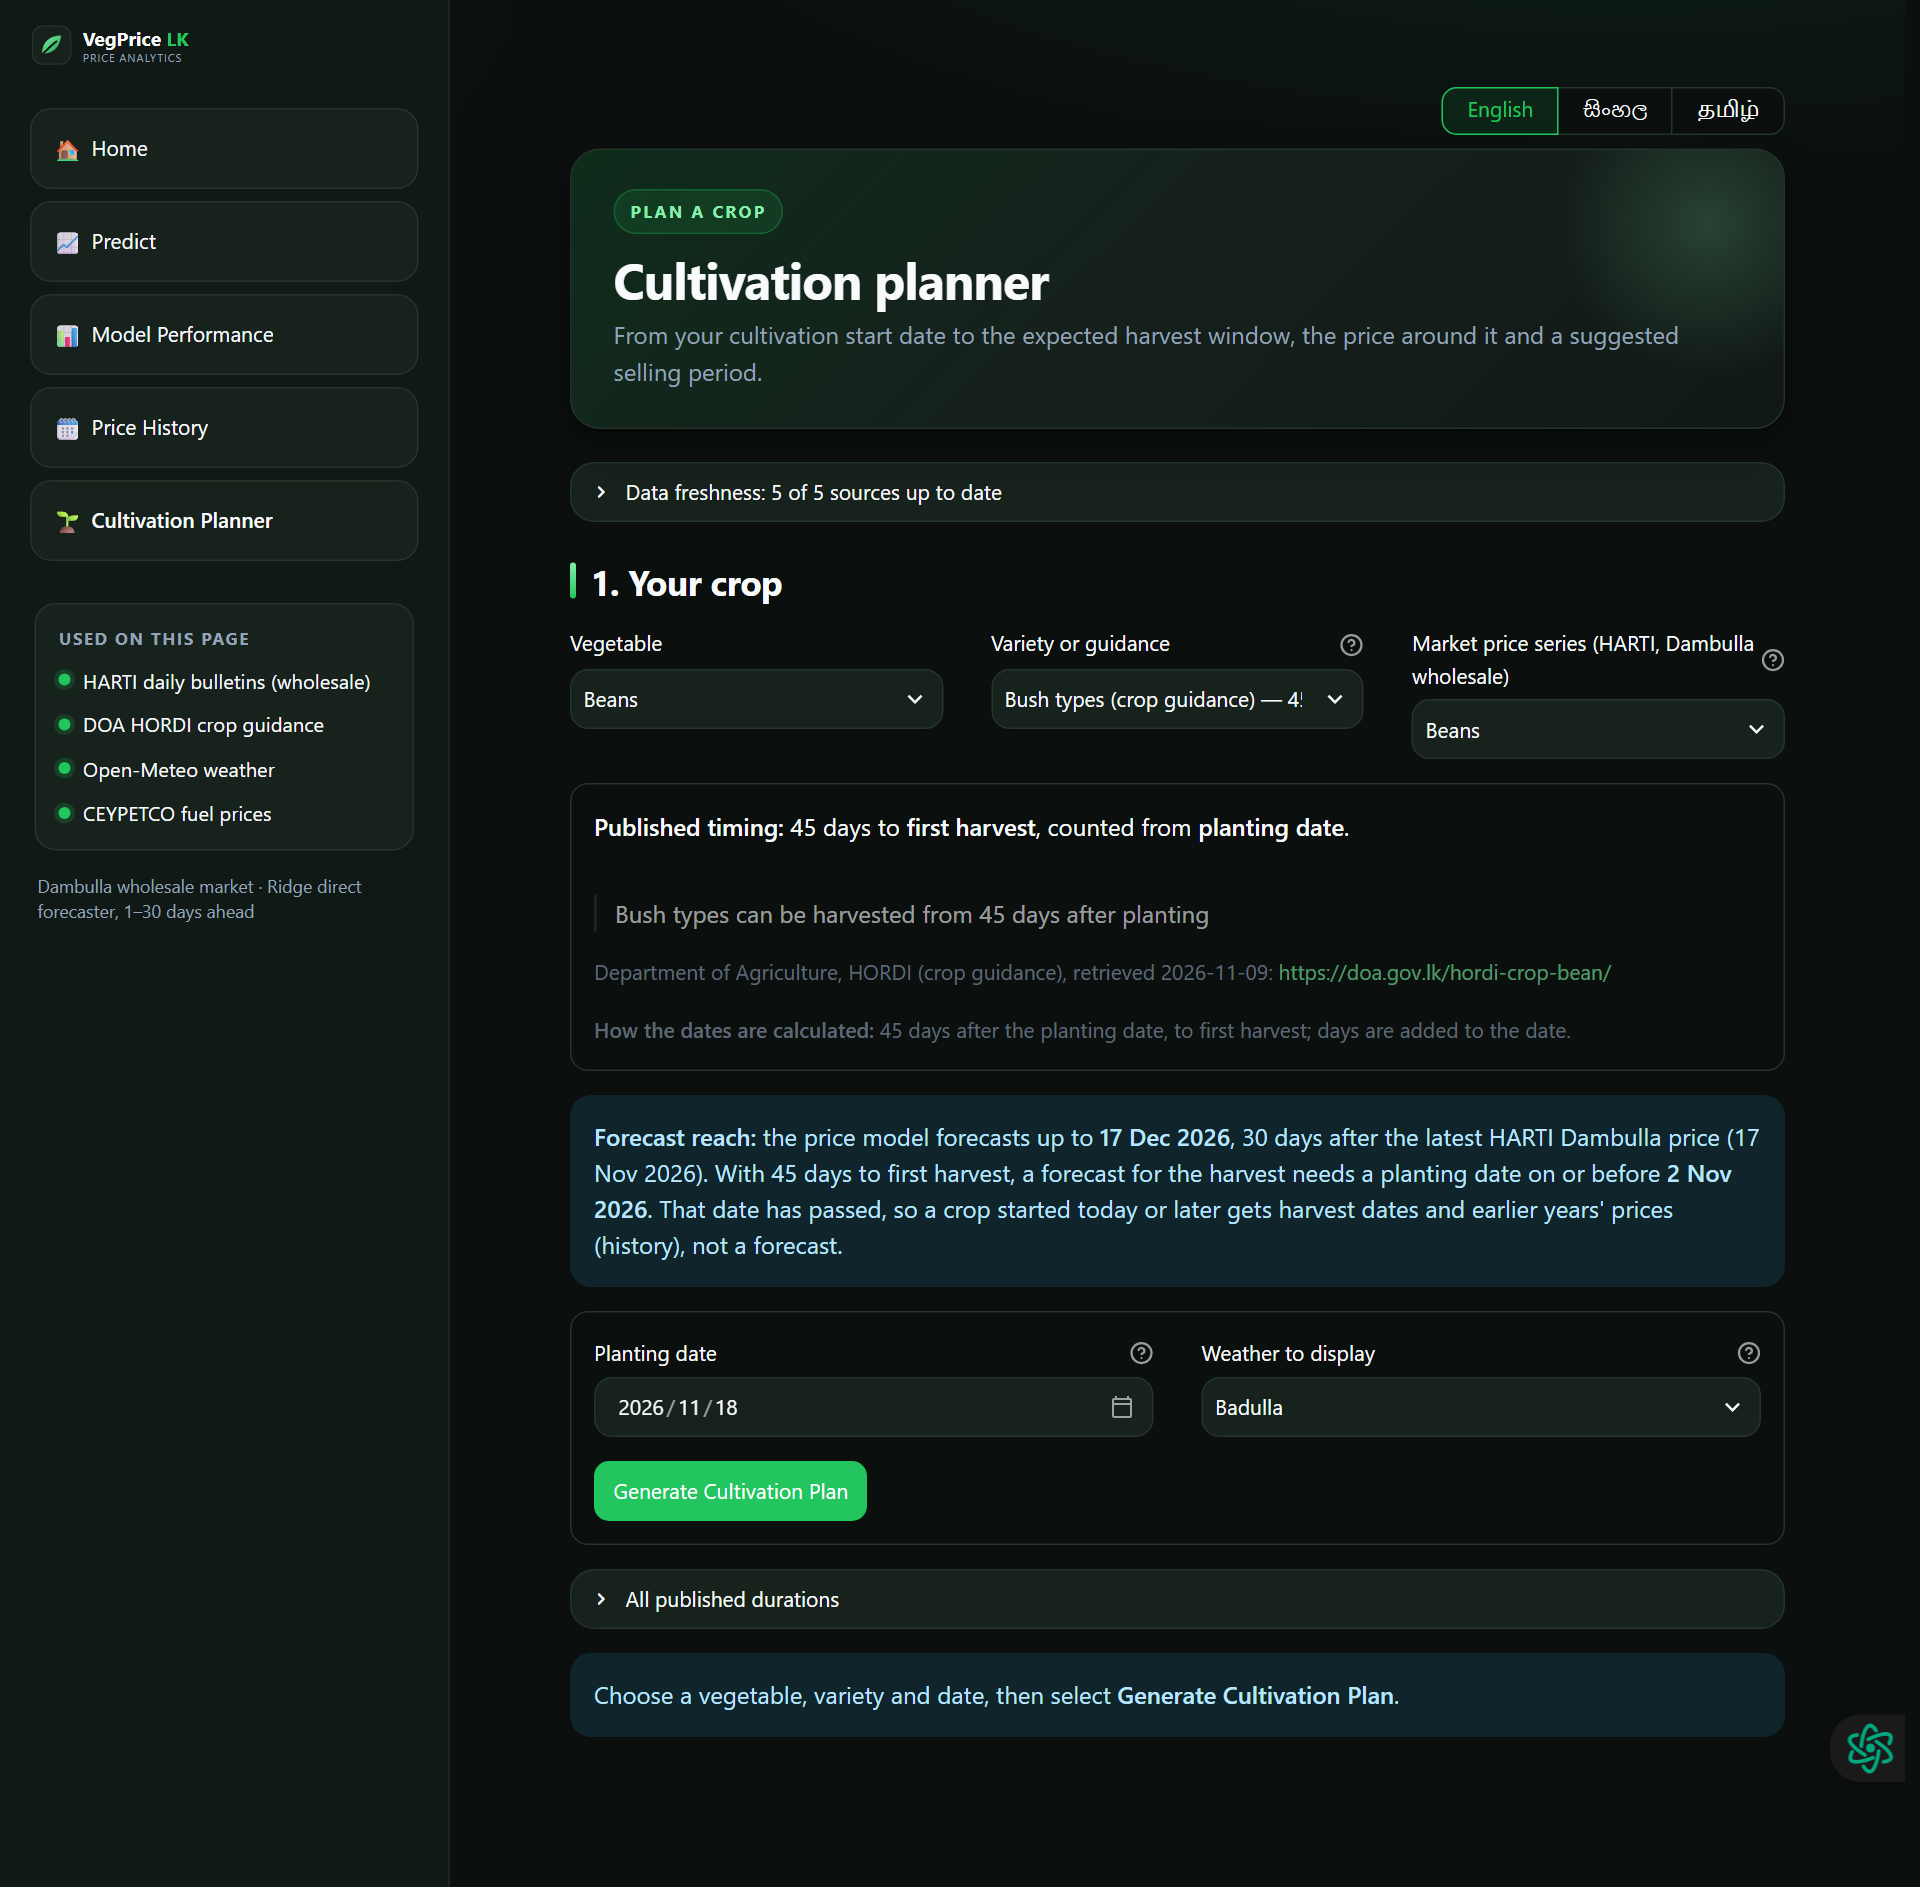 VegPrice LK
PRICE ANALYTICS
Home
Predict
Model Performance
Price History
Cultivation Planner
USED ON THIS PAGE
HARTI daily bulletins (wholesale)
DOA HORDI crop guidance
Open-Meteo weather
CEYPETCO fuel prices
Dambulla wholesale market · Ridge direct
forecaster, 1–30 days ahead
English
සිංහල
தமிழ்
PLAN A CROP
Cultivation planner
From your cultivation start date to the expected harvest window, the price around it and a suggested
selling period.
Data freshness: 5 of 5 sources up to date
1. Your crop
Vegetable
Beans
Variety or guidance
Bush types (crop guidance) — 45
Market price series (HARTI, Dambulla
wholesale)
Beans
Published timing: 45 days to first harvest, counted from planting date.
Bush types can be harvested from 45 days after planting
Department of Agriculture, HORDI (crop guidance), retrieved 2026-11-09: https://doa.gov.lk/hordi-crop-bean/
How the dates are calculated: 45 days after the planting date, to first harvest; days are added to the date.
Forecast reach: the price model forecasts up to 17 Dec 2026, 30 days after the latest HARTI Dambulla price (17
Nov 2026). With 45 days to first harvest, a forecast for the harvest needs a planting date on or before 2 Nov
2026. That date has passed, so a crop started today or later gets harvest dates and earlier years' prices
(history), not a forecast.
Planting date
2026/11/18
Weather to display
Badulla
Generate Cultivation Plan
All published durations
Choose a vegetable, variety and date, then select Generate Cultivation Plan.